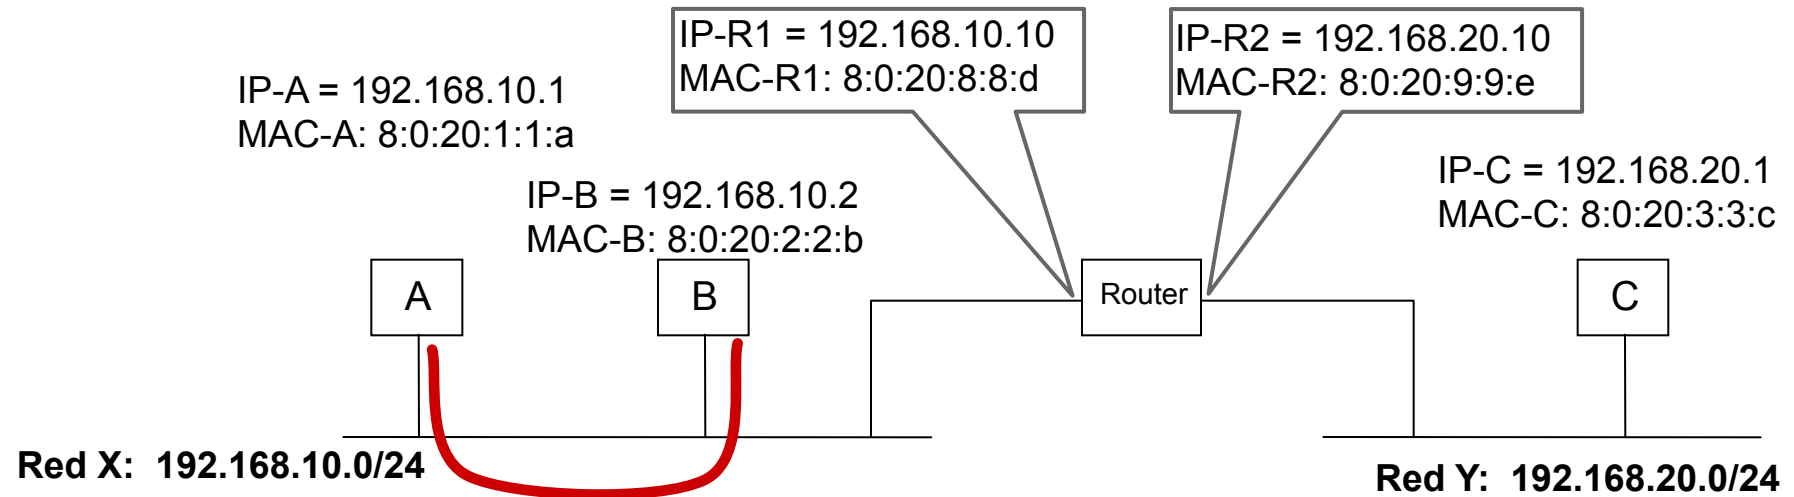 IP-R1 = 192.168.10.10
MAC-R1: 8:0:20:8:8:d
IP-R2 = 192.168.20.10
MAC-R2: 8:0:20:9:9:e
IP-A = 192.168.10.1
MAC-A: 8:0:20:1:1:a
IP-B = 192.168.10.2
MAC-B: 8:0:20:2:2:b
IP-C = 192.168.20.1
MAC-C: 8:0:20:3:3:c
A
B
Router
C
Red X: 192.168.10.0/24
Red Y: 192.168.20.0/24